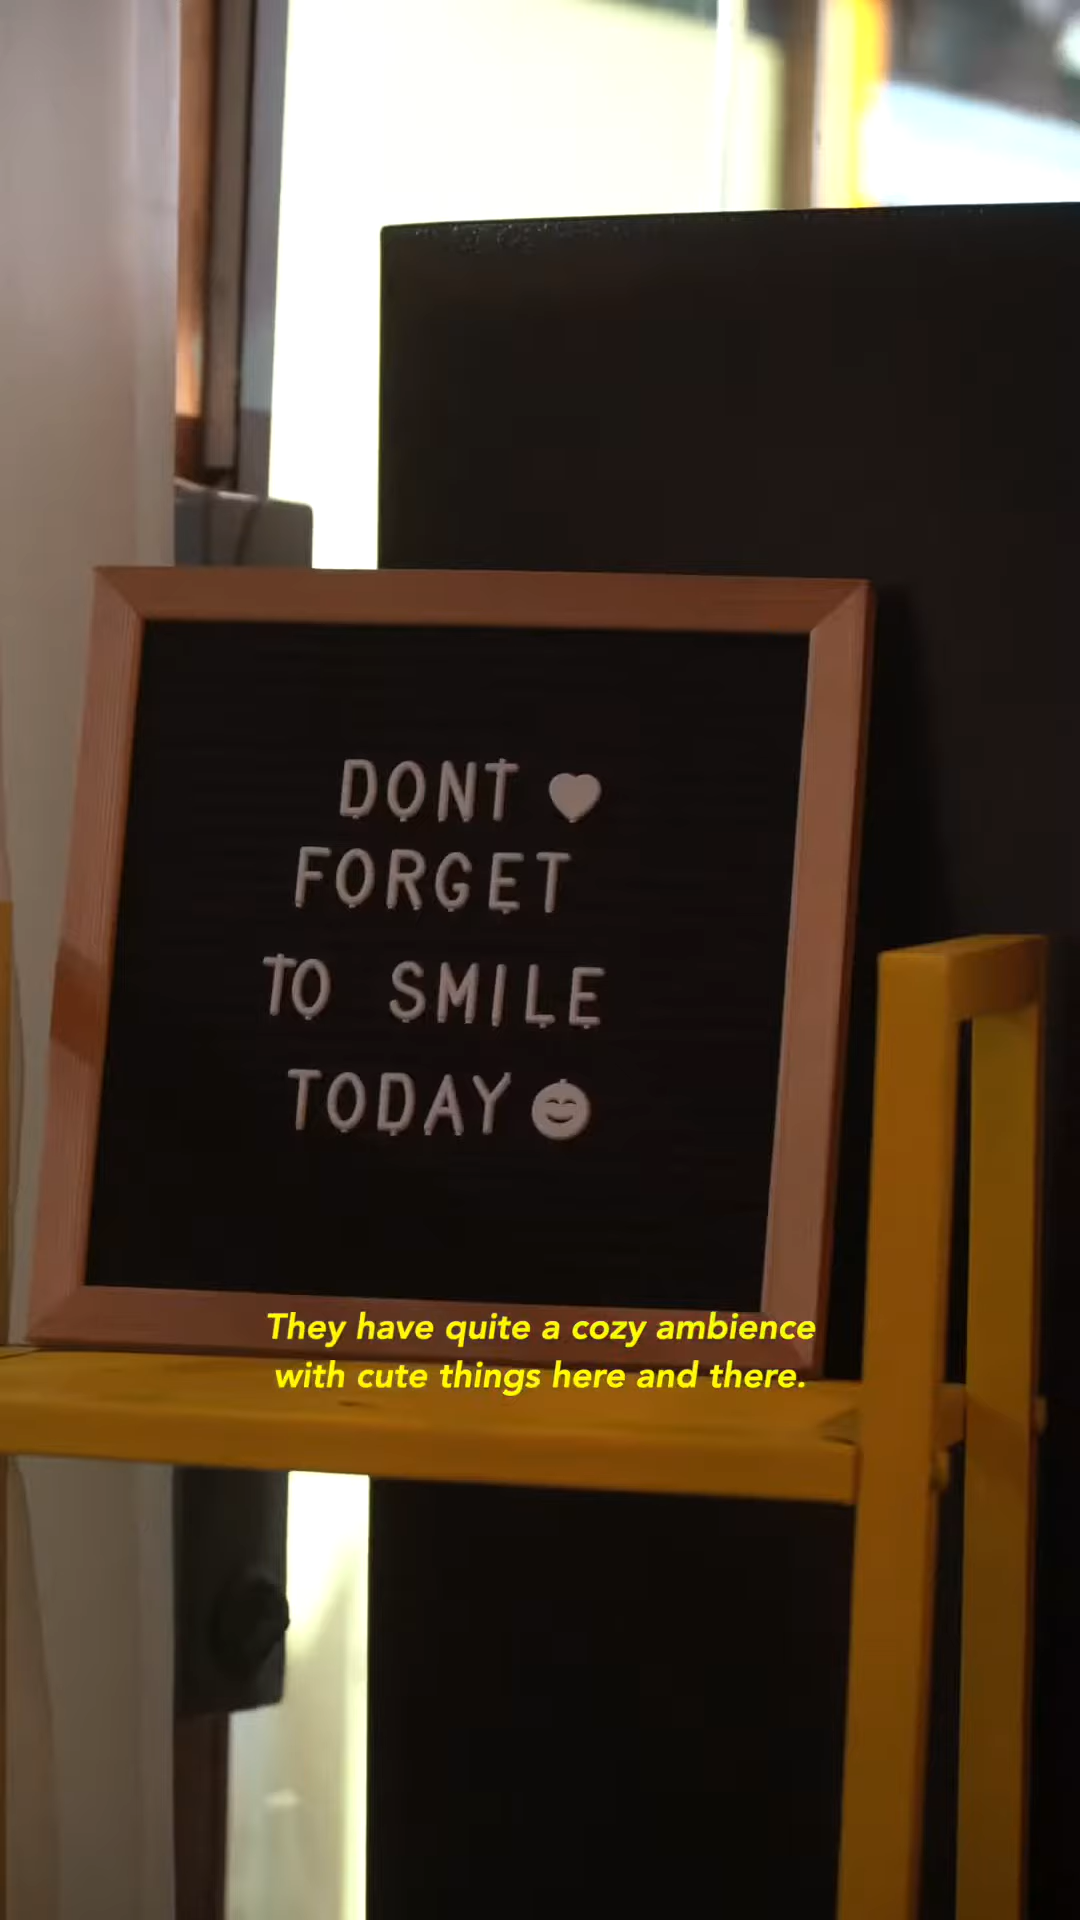 DONT ♥
FORGET
TO SMILE
TODAY 😊
They have quite a cozy ambience
with cute things here and there.